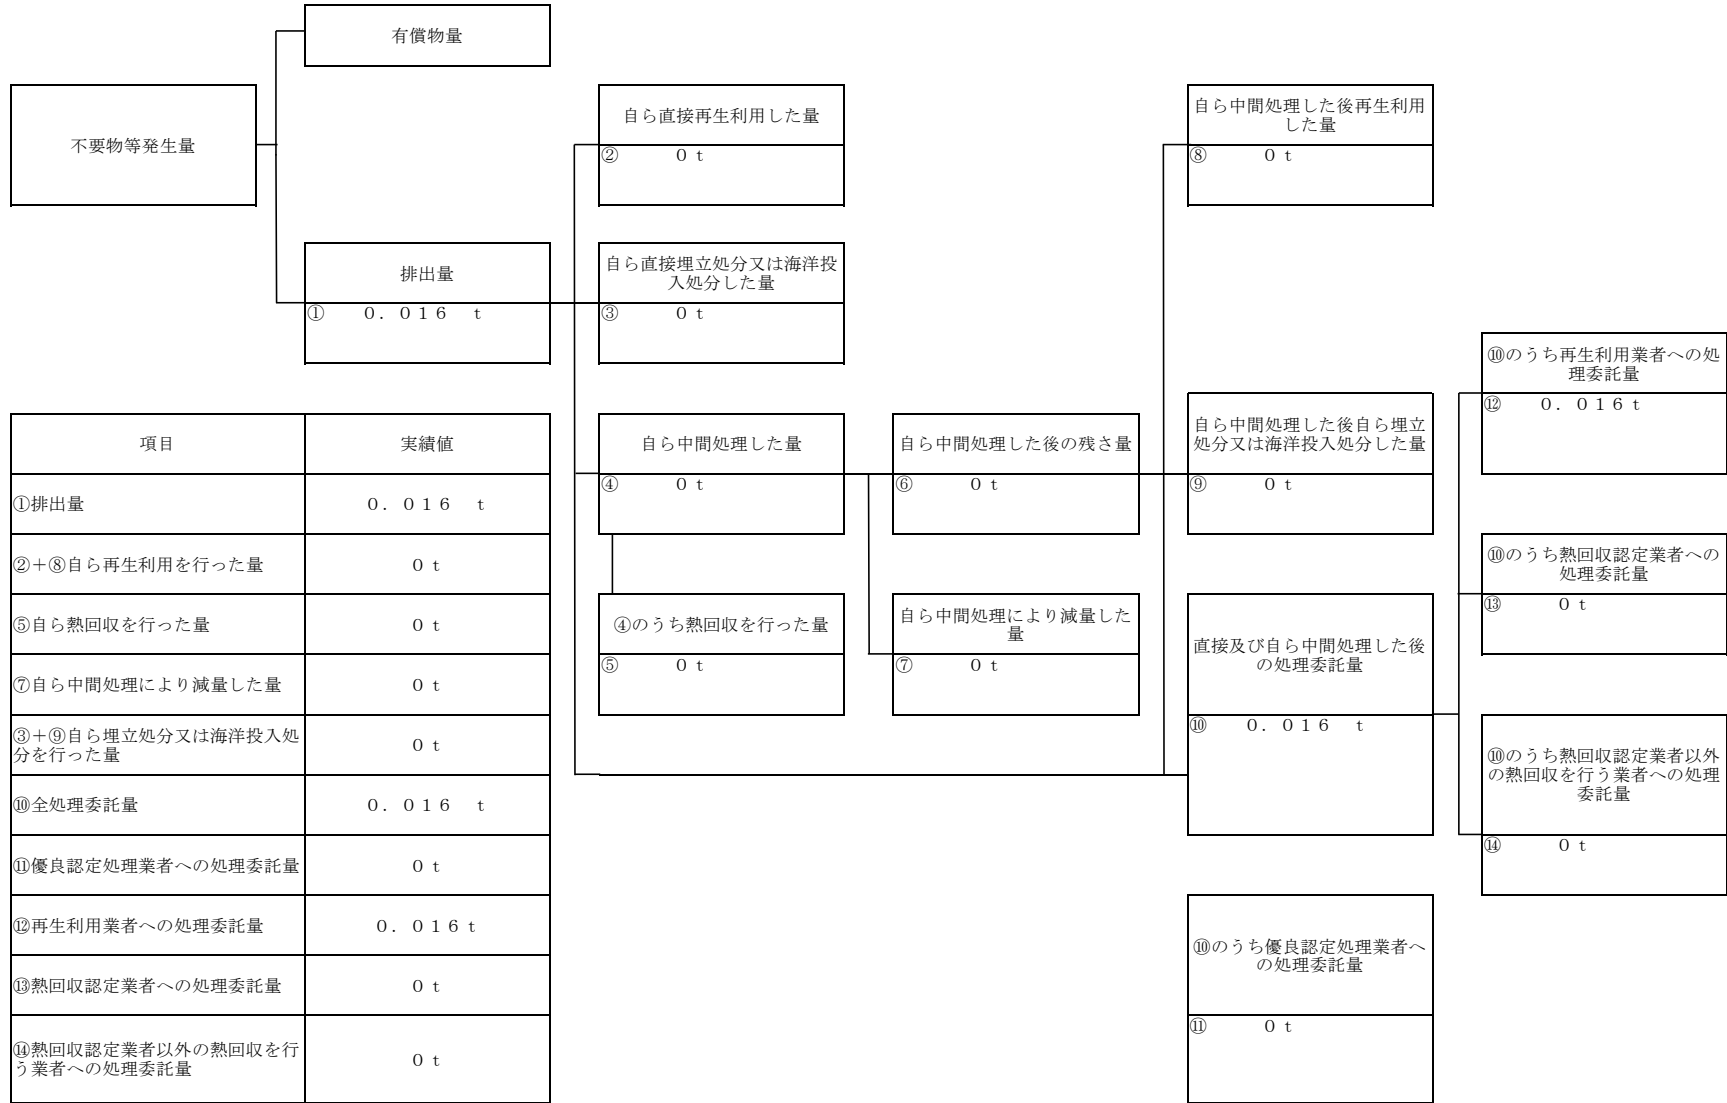 有償物量
不要物等発生量
排出量
① ０．０１６ ｔ
自ら直接再生利用した量
② ０ｔ
自ら直接埋立処分又は海洋投
入処分した量
③ ０ｔ
自ら中間処理した量
④ ０ｔ
④のうち熱回収を行った量
⑤ ０ｔ
自ら中間処理した後の残さ量
⑥ ０ｔ
自ら中間処理により減量した
量
⑦ ０ｔ
自ら中間処理した後再生利用
した量
⑧ ０ｔ
自ら中間処理した後自ら埋立
処分又は海洋投入処分した量
⑨ ０ｔ
直接及び自ら中間処理した後
の処理委託量
⑩ ０．０１６ ｔ
⑩のうち優良認定処理業者へ
の処理委託量
⑪ ０ｔ
⑩のうち再生利用業者への処
理委託量
⑫ ０．０１６ｔ
⑩のうち熱回収認定業者への
処理委託量
⑬ ０ｔ
⑩のうち熱回収認定業者以外
の熱回収を行う業者への処理
委託量
⑭ ０ｔ
項目 実績値
①排出量 ０．０１６ ｔ
②＋⑧自ら再生利用を行った量 ０ｔ
⑤自ら熱回収を行った量 ０ｔ
⑦自ら中間処理により減量した量 ０ｔ
③＋⑨自ら埋立処分又は海洋投入処
分を行った量 ０ｔ
⑩全処理委託量 ０．０１６ ｔ
⑪優良認定処理業者への処理委託量 ０ｔ
⑫再生利用業者への処理委託量 ０．０１６ｔ
⑬熱回収認定業者への処理委託量 ０ｔ
⑭熱回収認定業者以外の熱回収を行
う業者への処理委託量 ０ｔ